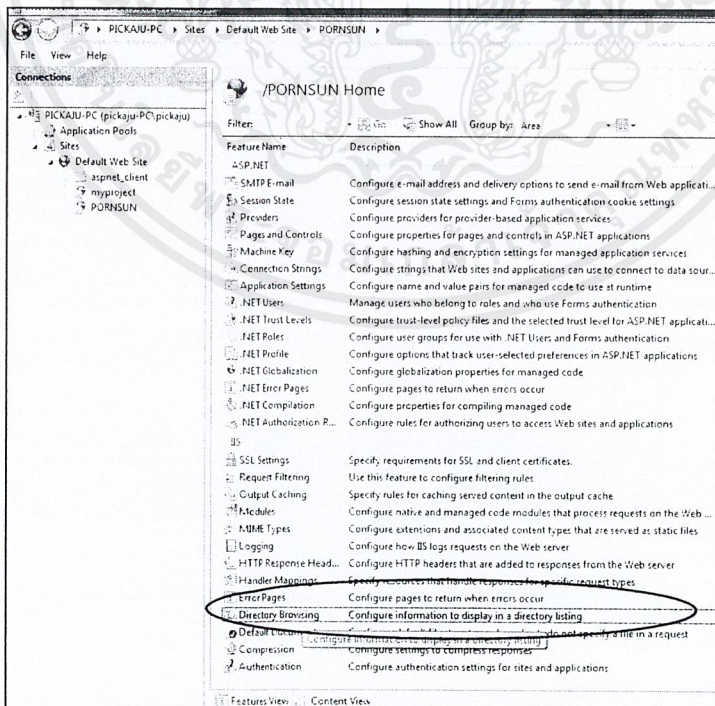 PICKAJU-PC ▸ Sites ▸ Default Web Site ▸ PORNSUN ▸
File View Help
Connections
PICKAJU-PC (pickaju-PC\pickaju)
Application Pools
Sites
Default Web Site
aspnet_client
myproject
PORNSUN
/PORNSUN Home
Filter: Go Show All Group by: Area
Feature Name Description
ASP.NET
SMTP E-mail Configure e-mail address and delivery options to send e-mail from Web applicati...
Session State Configure session state settings and Forms authentication cookie settings
Providers Configure providers for provider-based application services
Pages and Controls Configure properties for pages and controls in ASP.NET applications
Machine Key Configure hashing and encryption settings for managed application services
Connection Strings Configure strings that Web sites and applications can use to connect to data sour...
Application Settings Configure name and value pairs for managed code to use at runtime
.NET Users Manage users who belong to roles and who use Forms authentication
.NET Trust Levels Configure trust-level policy files and the selected trust level for ASP.NET applicati...
.NET Roles Configure user groups for use with .NET Users and Forms authentication
.NET Profile Configure options that track user-selected preferences in ASP.NET applications
.NET Globalization Configure globalization properties for managed code
.NET Error Pages Configure pages to return when errors occur
.NET Compilation Configure properties for compiling managed code
.NET Authorization R... Configure rules for authorizing users to access Web sites and applications
IIS
SSL Settings Specify requirements for SSL and client certificates.
Request Filtering Use this feature to configure filtering rules
Output Caching Specify rules for caching served content in the output cache
Modules Configure native and managed code modules that process requests on the Web ...
MIME Types Configure extensions and associated content types that are served as static files
Logging Configure how IIS logs requests on the Web server
HTTP Response Head... Configure HTTP headers that are added to responses from the Web server
Handler Mappings Specify resources that handle responses for specific request types
Error Pages Configure pages to return when errors occur
Directory Browsing Configure information to display in a directory listing
Default Docum do not specify a file in a request
Configure information to display in a directory listing
Compression Configure settings to compress responses
Authentication Configure authentication settings for sites and applications
Features View Content View